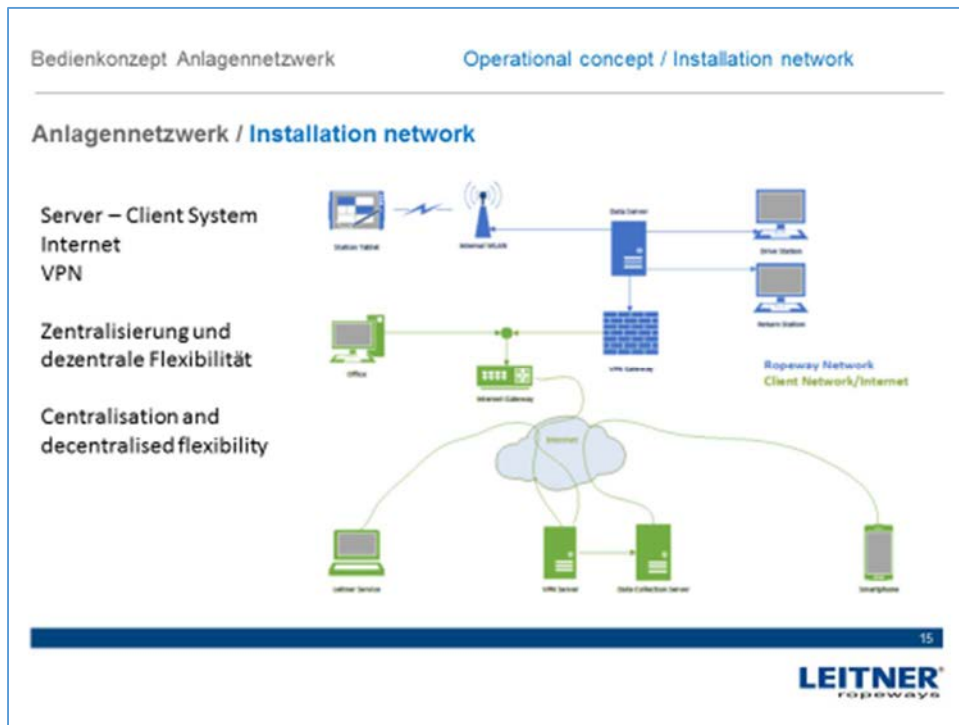 Bedienkonzept Anlagennetzwerk
Operational concept / Installation network
Anlagennetzwerk / Installation network
Server – Client System
Internet
VPN
Zentralisierung und
dezentrale Flexibilität
Centralisation and
decentralised flexibility
Station Tablet
Internal WLAN
Data Server
Drive Station
Return Station
Office
Internet Gateway
VPN Gateway
Ropeway Network
Client Network/Internet
Internet
Leitner Service
VPN Server
Data Collection Server
Smartphone
15
LEITNER®
ropeways